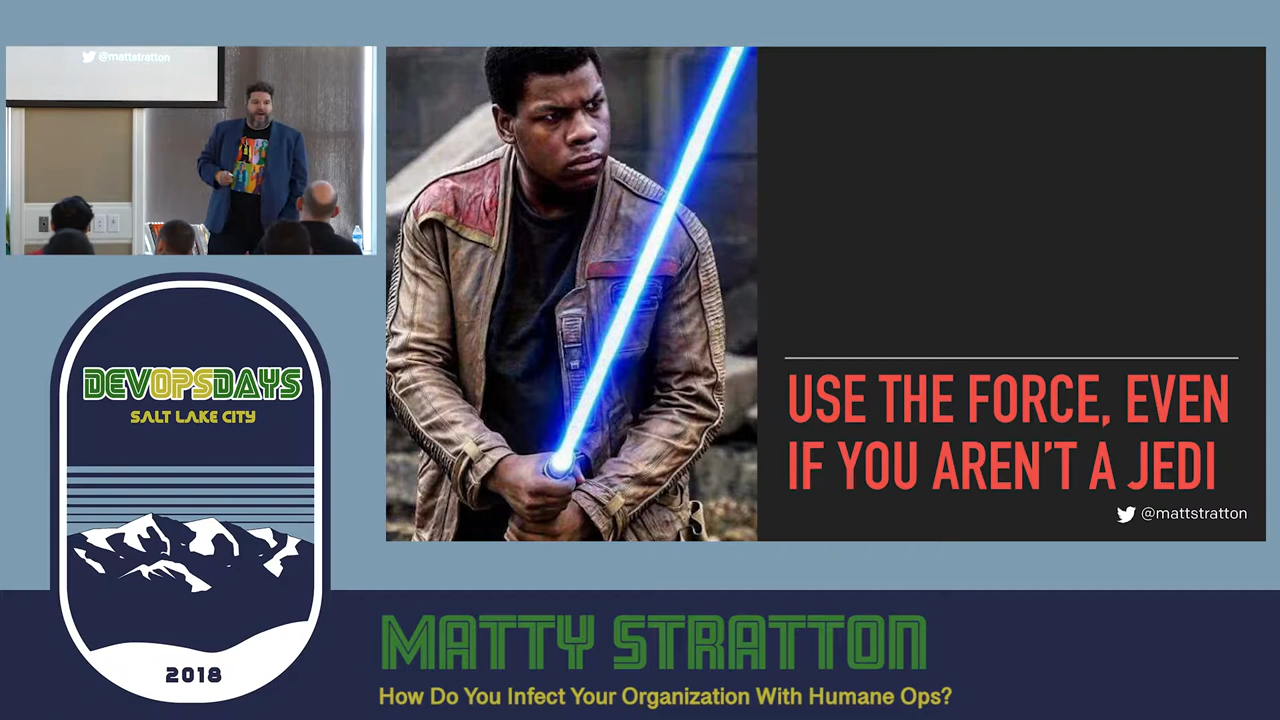 @mattstratton
USE THE FORCE, EVEN
IF YOU AREN'T A JEDI
@mattstratton
DEVOPSDAYS
SALT LAKE CITY
2018
MATTY STRATTON
How Do You Infect Your Organization With Humane Ops?